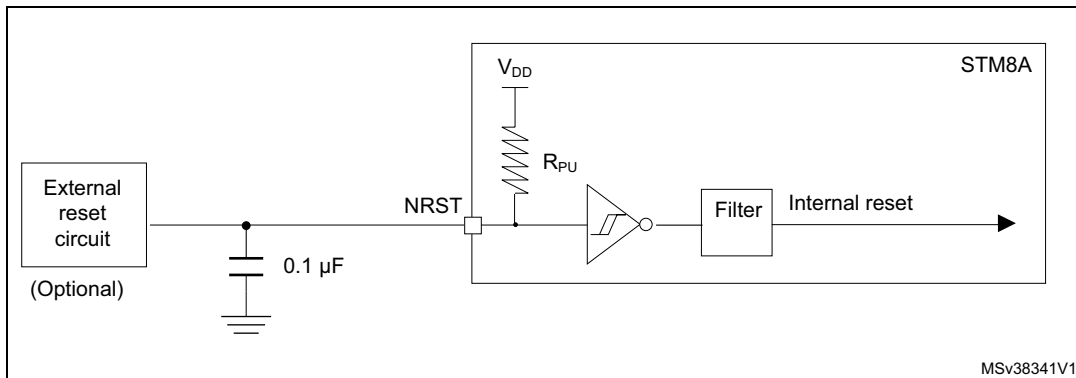 V_DD
STM8A
R_PU
External
reset
circuit
(Optional)
NRST
0.1 µF
Filter
Internal reset
MSv38341V1